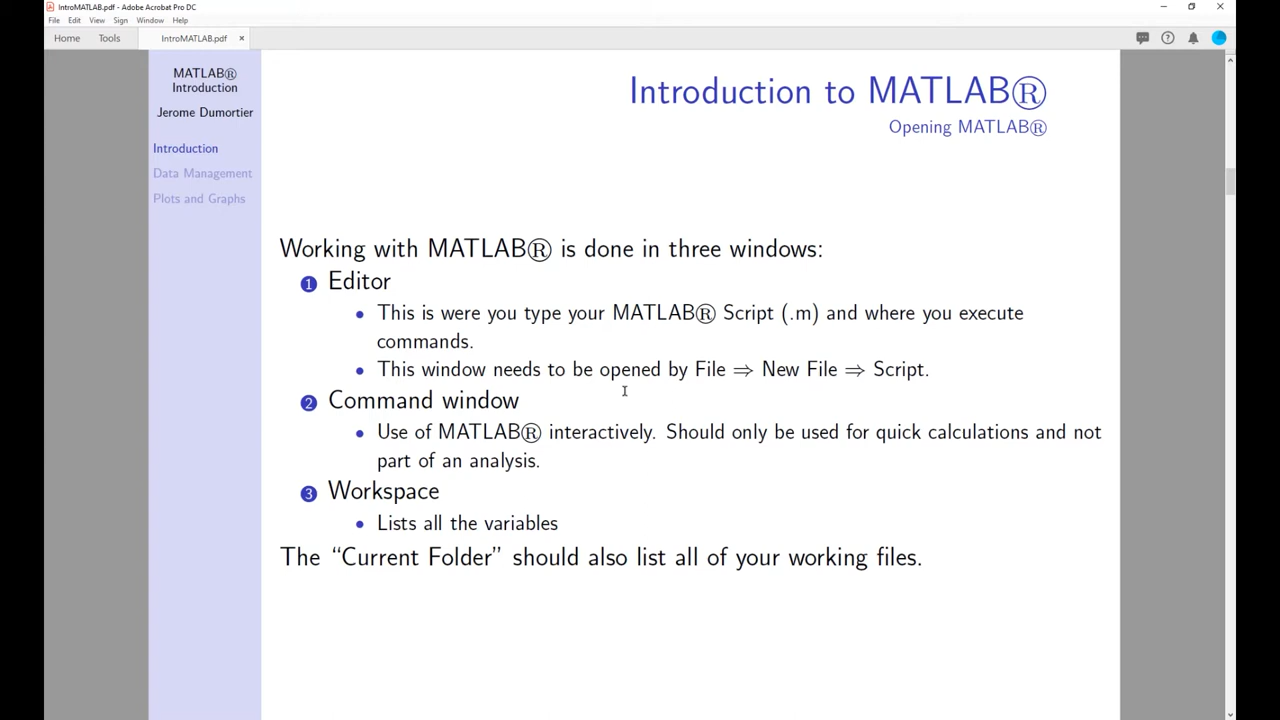 IntroMATLAB.pdf - Adobe Acrobat Pro DC
File Edit View Sign Window Help
Home Tools IntroMATLAB.pdf ×
MATLAB®
Introduction
Jerome Dumortier
Introduction
Data Management
Plots and Graphs
Introduction to MATLAB®
Opening MATLAB®
Working with MATLAB® is done in three windows:
1 Editor
• This is were you type your MATLAB® Script (.m) and where you execute
commands.
• This window needs to be opened by File ⇒ New File ⇒ Script.
2 Command window
• Use of MATLAB® interactively. Should only be used for quick calculations and not
part of an analysis.
3 Workspace
• Lists all the variables
The “Current Folder” should also list all of your working files.